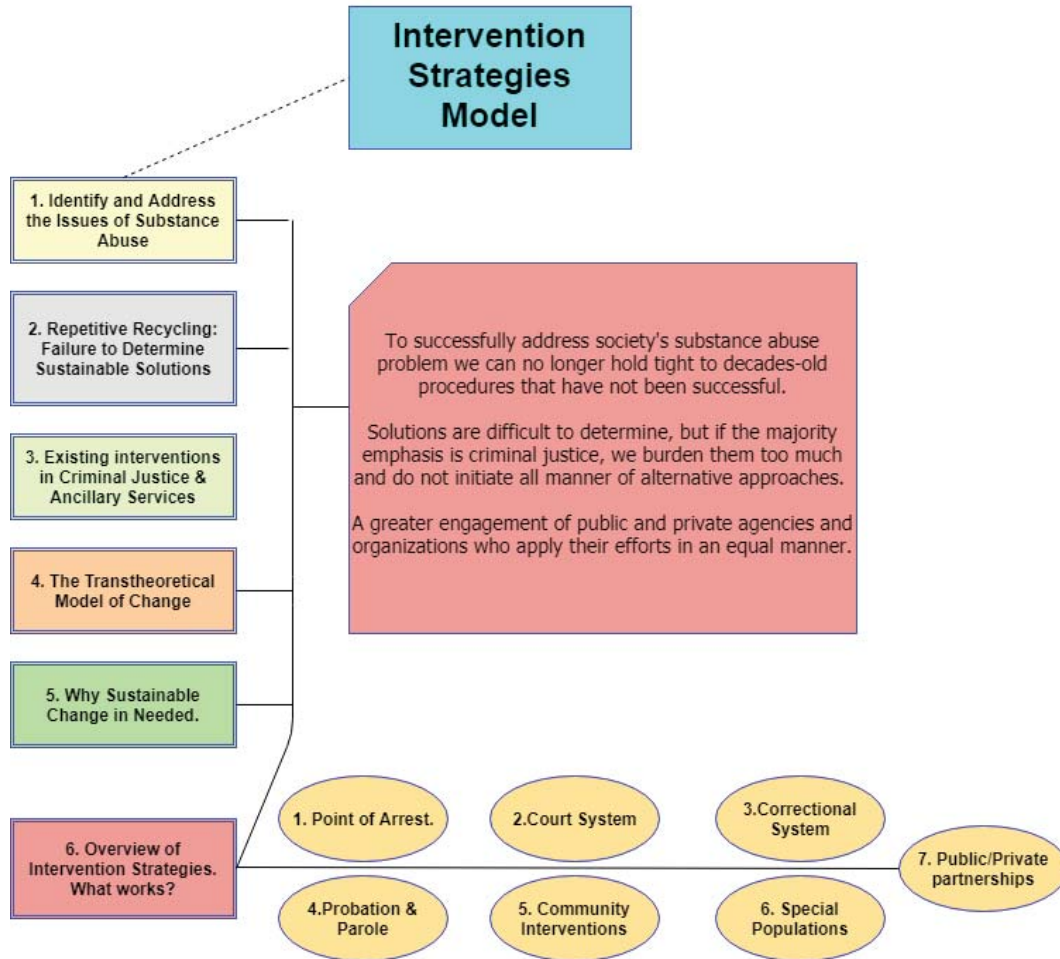 Intervention
Strategies
Model
1. Identify and Address
the Issues of Substance
Abuse
2. Repetitive Recycling:
Failure to Determine
Sustainable Solutions
3. Existing interventions
in Criminal Justice &
Ancillary Services
4. The Transtheoretical
Model of Change
5. Why Sustainable
Change in Needed.
6. Overview of
Intervention Strategies.
What works?
To successfully address society's substance abuse
problem we can no longer hold tight to decades-old
procedures that have not been successful.
Solutions are difficult to determine, but if the majority
emphasis is criminal justice, we burden them too much
and do not initiate all manner of alternative approaches.
A greater engagement of public and private agencies and
organizations who apply their efforts in an equal manner.
1. Point of Arrest.
2.Court System
3.Correctional
System
4.Probation &
Parole
5. Community
Interventions
6. Special
Populations
7. Public/Private
partnerships